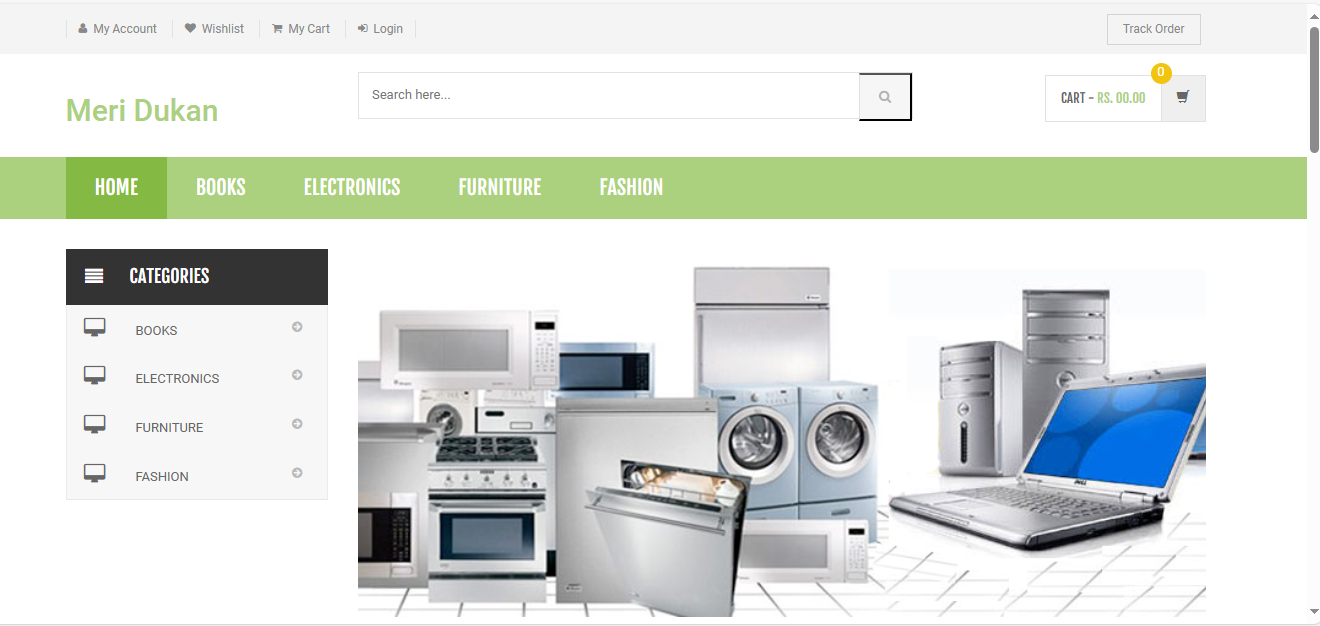 My Account Wishlist My Cart Login Track Order
Meri Dukan
Search here...
0
CART - RS. 00.00
HOME BOOKS ELECTRONICS FURNITURE FASHION
CATEGORIES
BOOKS
ELECTRONICS
FURNITURE
FASHION
DELL